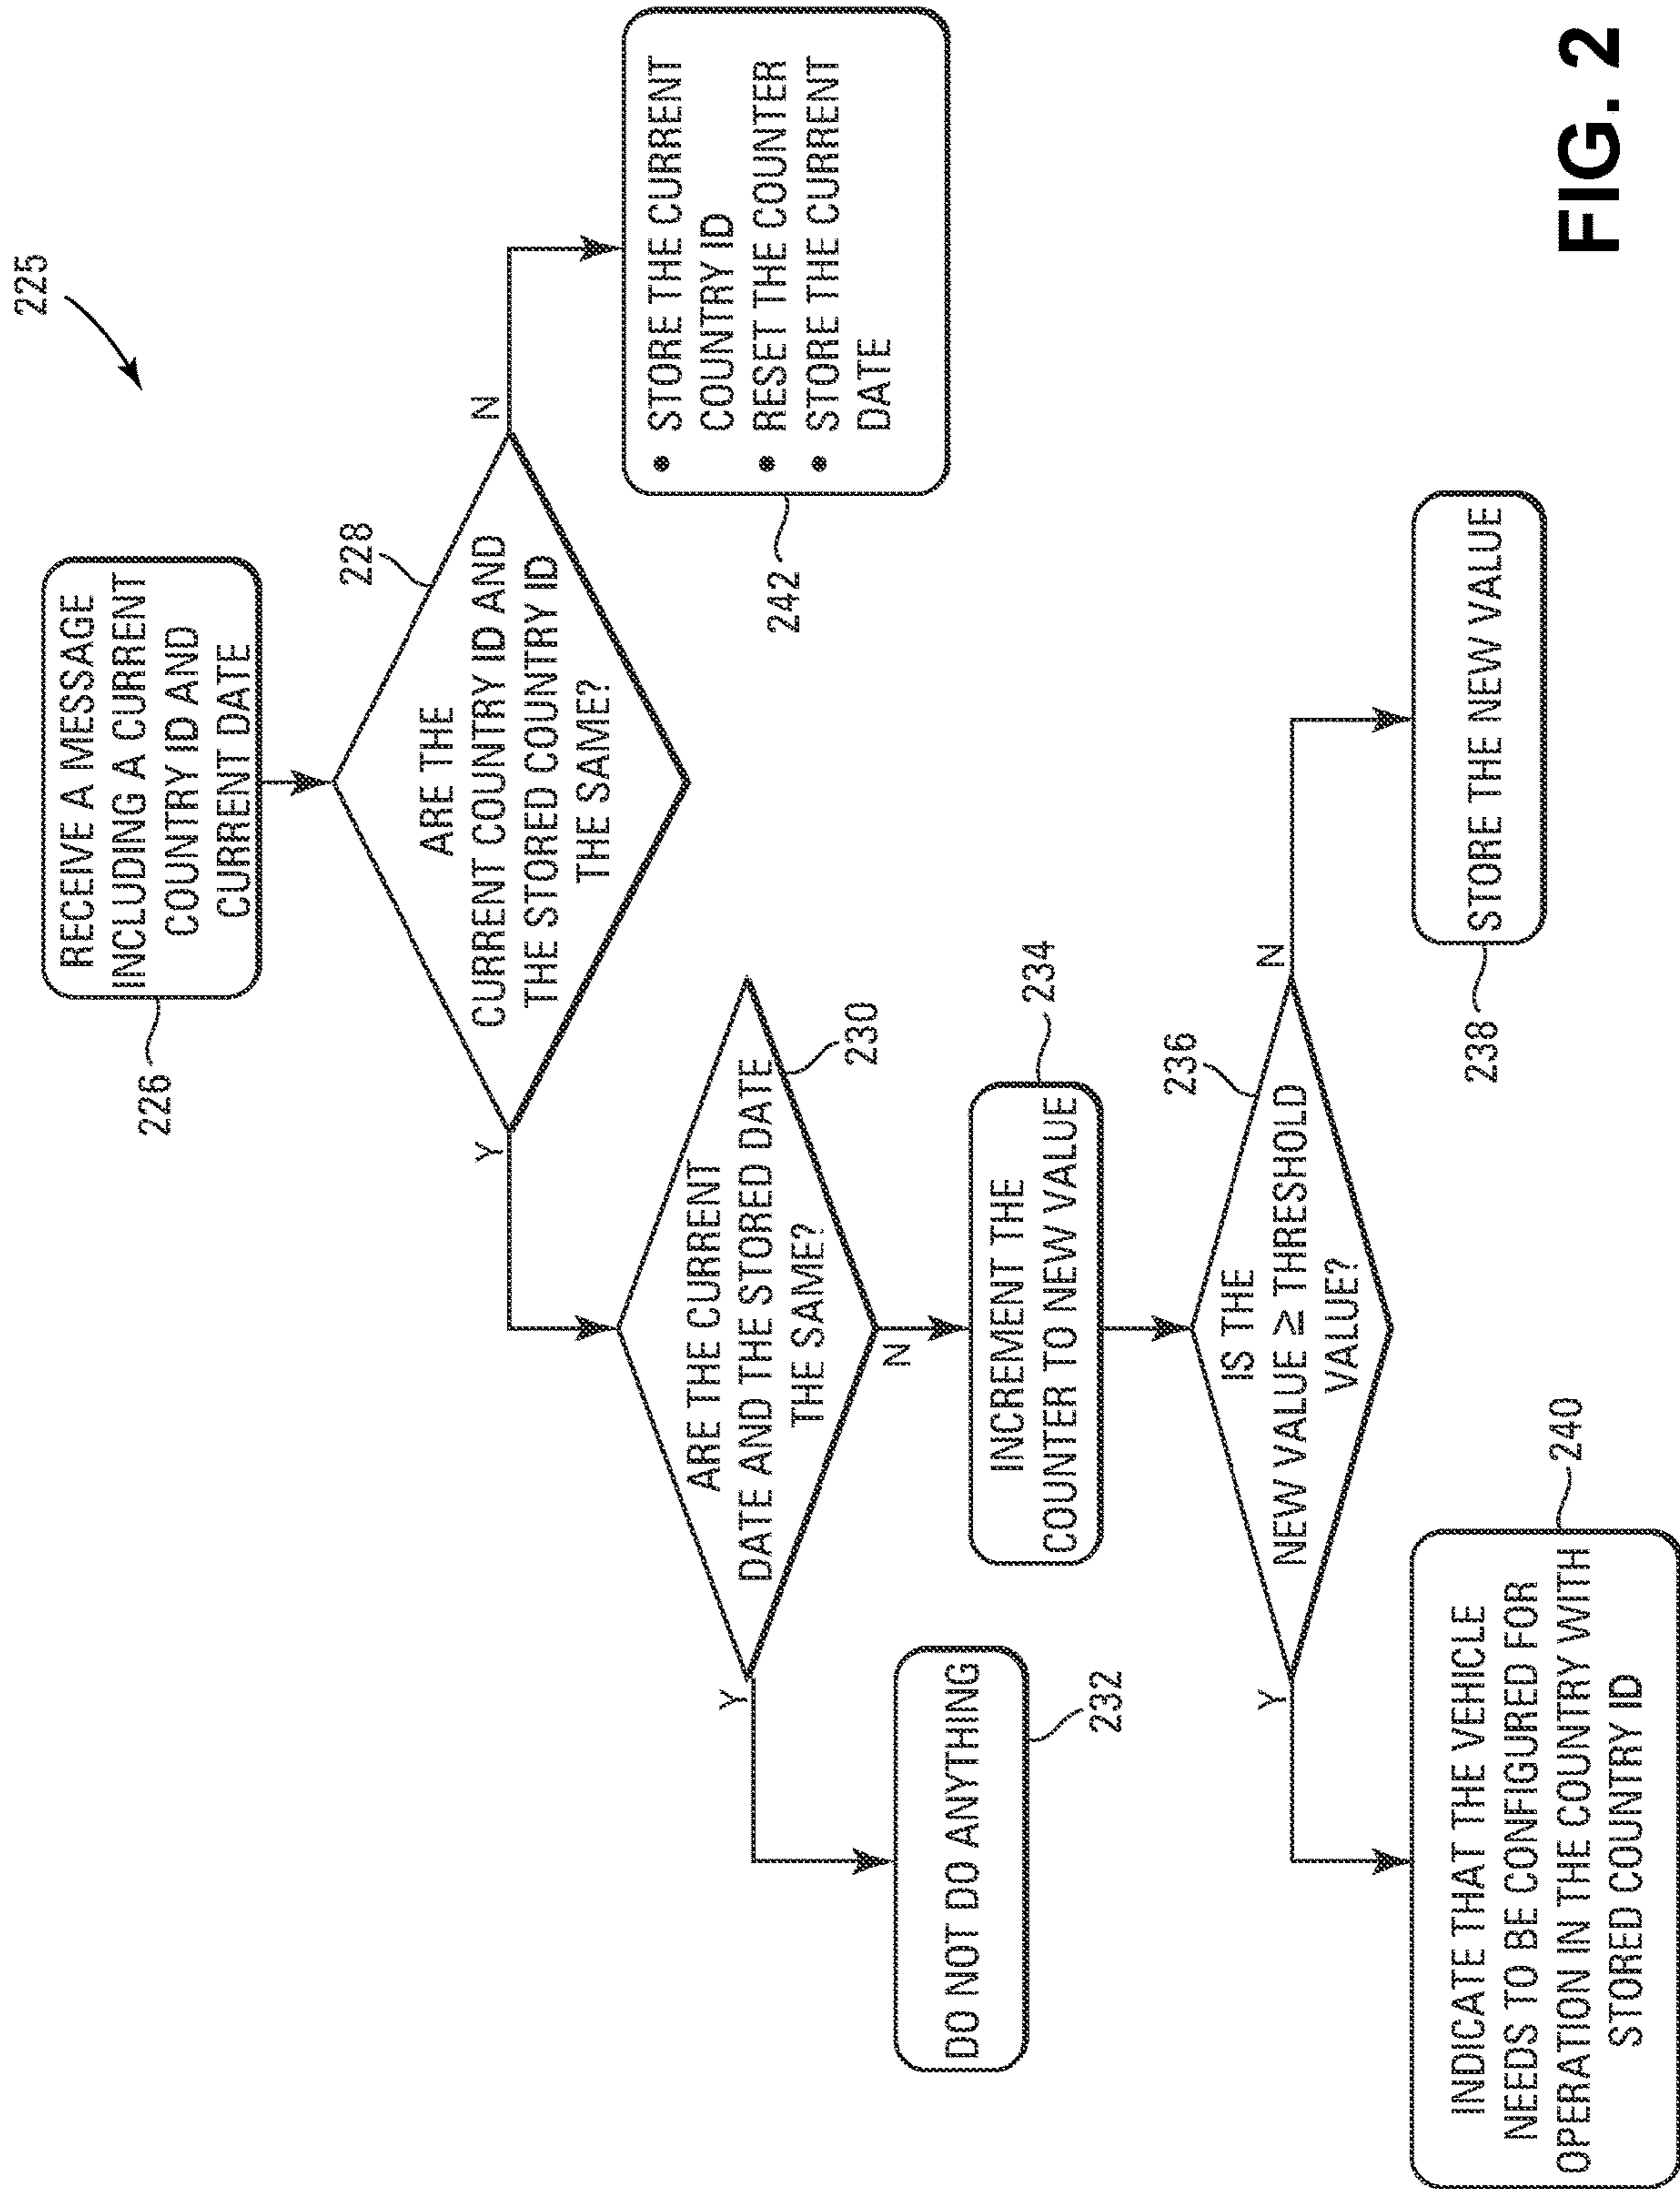 225
RECEIVE A MESSAGE
INCLUDING A CURRENT
COUNTRY ID AND
CURRENT DATE
226
228
ARE THE
CURRENT COUNTRY ID AND
THE STORED COUNTRY ID
THE SAME?
Y
N
• STORE THE CURRENT
COUNTRY ID
• RESET THE COUNTER
• STORE THE CURRENT
DATE
242
ARE THE CURRENT
DATE AND THE STORED DATE
THE SAME?
230
Y
N
DO NOT DO ANYTHING
232
INCREMENT THE
COUNTER TO NEW VALUE
234
236
IS THE
NEW VALUE ≥ THRESHOLD
VALUE?
Y
N
INDICATE THAT THE VEHICLE
NEEDS TO BE CONFIGURED FOR
OPERATION IN THE COUNTRY WITH
STORED COUNTRY ID
240
STORE THE NEW VALUE
238
FIG. 2